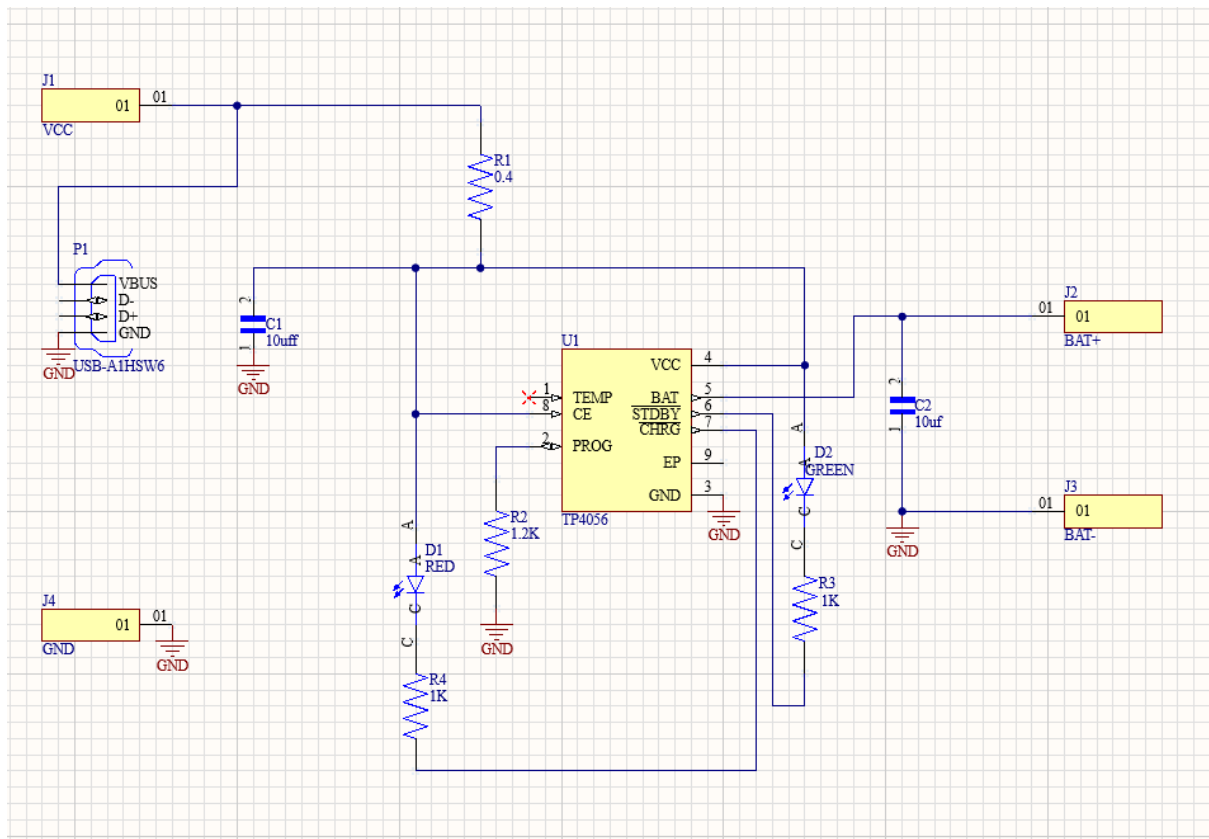 J1
01
01
VCC
R1
0.4
P1
VBUS
D-
D+
GND
GND
USB-A1HSW6
2
C1
10uff
1
GND
U1
VCC
4
1
TEMP
BAT
5
8
CE
STDBY
6
CHRG
7
2
PROG
EP
9
GND
3
TP4056
GND
R2
1.2K
GND
A
A
D1
RED
C
C
R4
1K
A
D2
A
GREEN
C
C
R3
1K
J2
01
01
BAT+
2
C2
10uf
1
J3
01
01
BAT-
GND
J4
01
01
GND
GND